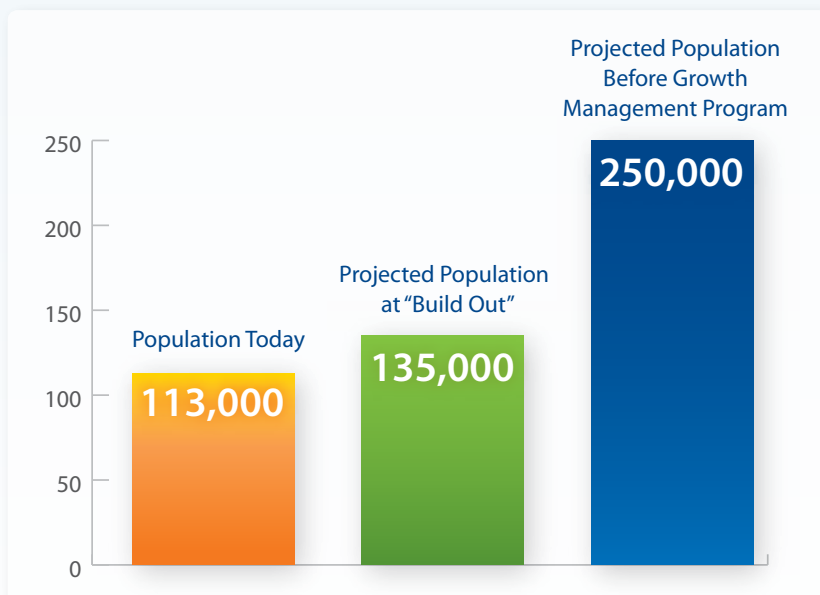 Projected Population
Before Growth
Management Program
250
250,000
200
Projected Population
at "Build Out"
150
Population Today
135,000
100
113,000
50
0